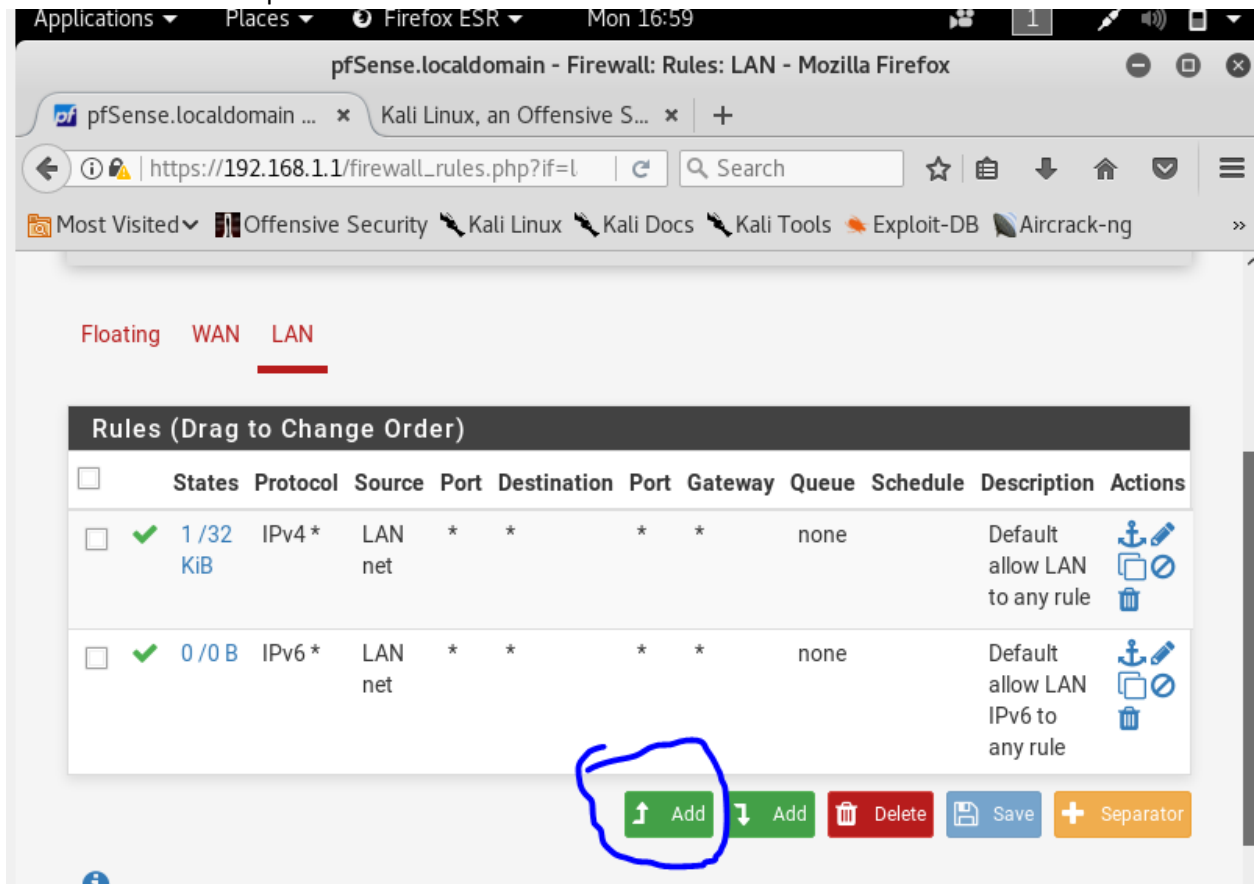 Applications Places Firefox ESR Mon 16:59 1
pfSense.localdomain - Firewall: Rules: LAN - Mozilla Firefox
pf pfSense.localdomain ... × Kali Linux, an Offensive S... × +
https://192.168.1.1/firewall_rules.php?if=l Search
Most Visited Offensive Security Kali Linux Kali Docs Kali Tools Exploit-DB Aircrack-ng »
Floating WAN LAN
Rules (Drag to Change Order)
States Protocol Source Port Destination Port Gateway Queue Schedule Description Actions
1 /32 IPv4 * LAN * * * * none Default
KiB net allow LAN
to any rule
0 /0 B IPv6 * LAN * * * * none Default
net allow LAN
IPv6 to
any rule
Add Add Delete Save Separator